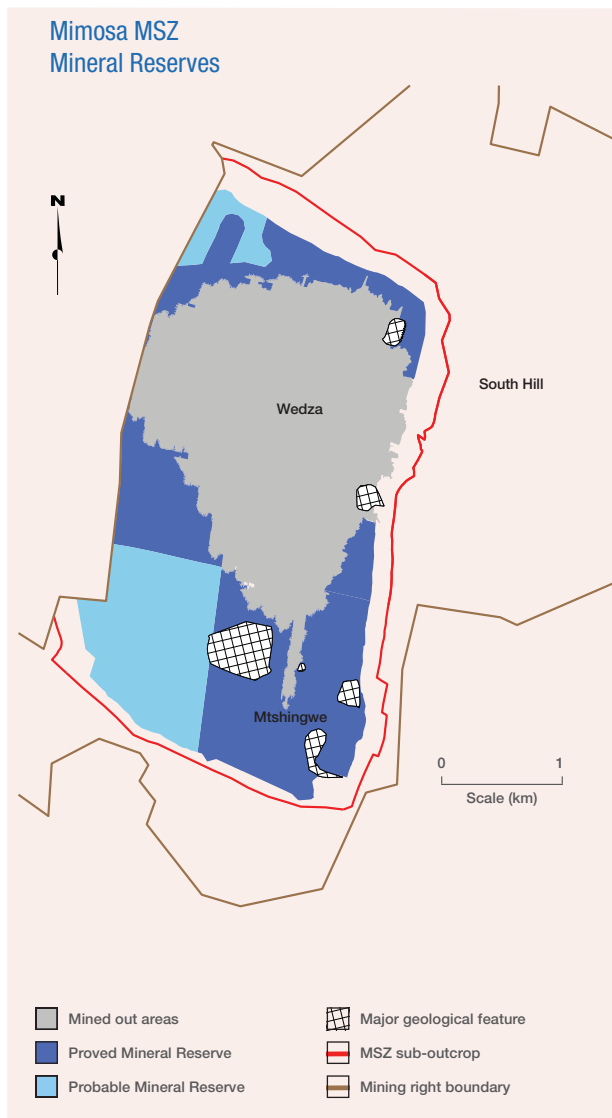 Mimosa MSZ
Mineral Reserves
N
South Hill
Wedza
Mtshingwe
0 1
Scale (km)
Mined out areas
Proved Mineral Reserve
Probable Mineral Reserve
Major geological feature
MSZ sub-outcrop
Mining right boundary